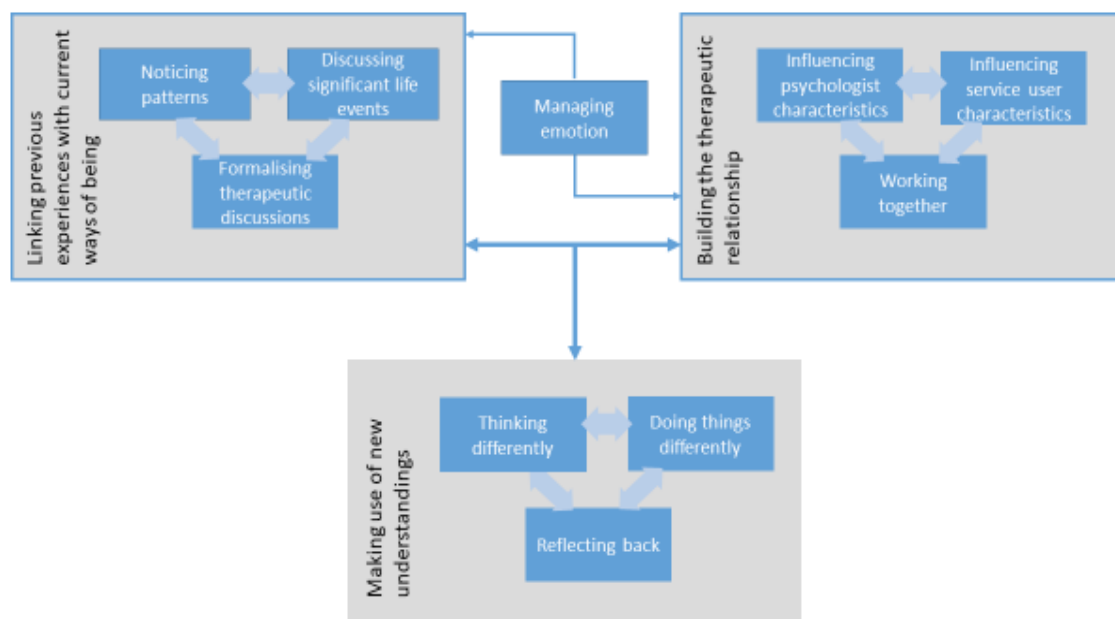 Linking previous
experiences with current
ways of being
Noticing
patterns
Discussing
significant life
events
Formalising
therapeutic
discussions
Managing
emotion
Building the therapeutic
relationship
Influencing
psychologist
characteristics
Influencing
service user
characteristics
Working
together
Making use of new
understandings
Thinking
differently
Doing things
differently
Reflecting back